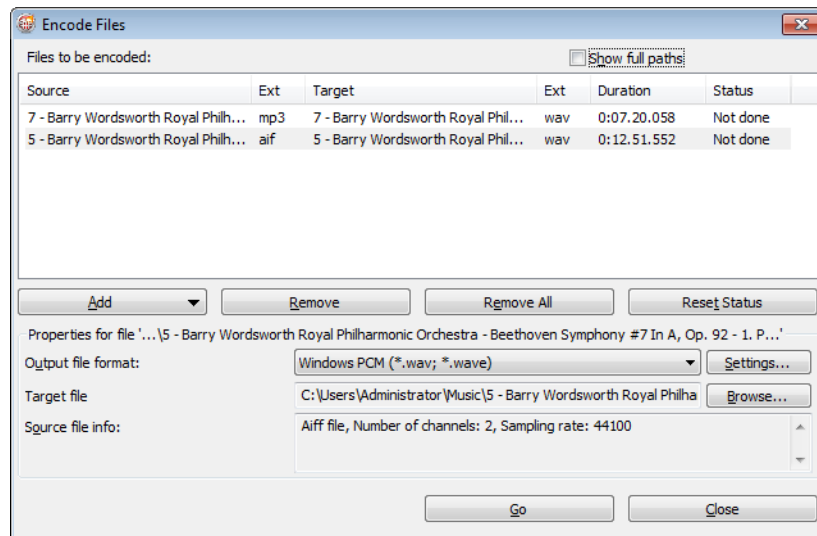 Encode Files
Files to be encoded: Show full paths
Source Ext Target Ext Duration Status
7 - Barry Wordsworth Royal Philh... mp3 7 - Barry Wordsworth Royal Phil... wav 0:07.20.058 Not done
5 - Barry Wordsworth Royal Philh... aif 5 - Barry Wordsworth Royal Phil... wav 0:12.51.552 Not done
Add Remove Remove All Reset Status
Properties for file '...\5 - Barry Wordsworth Royal Philharmonic Orchestra - Beethoven Symphony #7 In A, Op. 92 - 1. P...'
Output file format: Windows PCM (*.wav; *.wave) Settings...
Target file C:\Users\Administrator\Music\5 - Barry Wordsworth Royal Philha Browse...
Source file info: Aiff file, Number of channels: 2, Sampling rate: 44100
Go Close